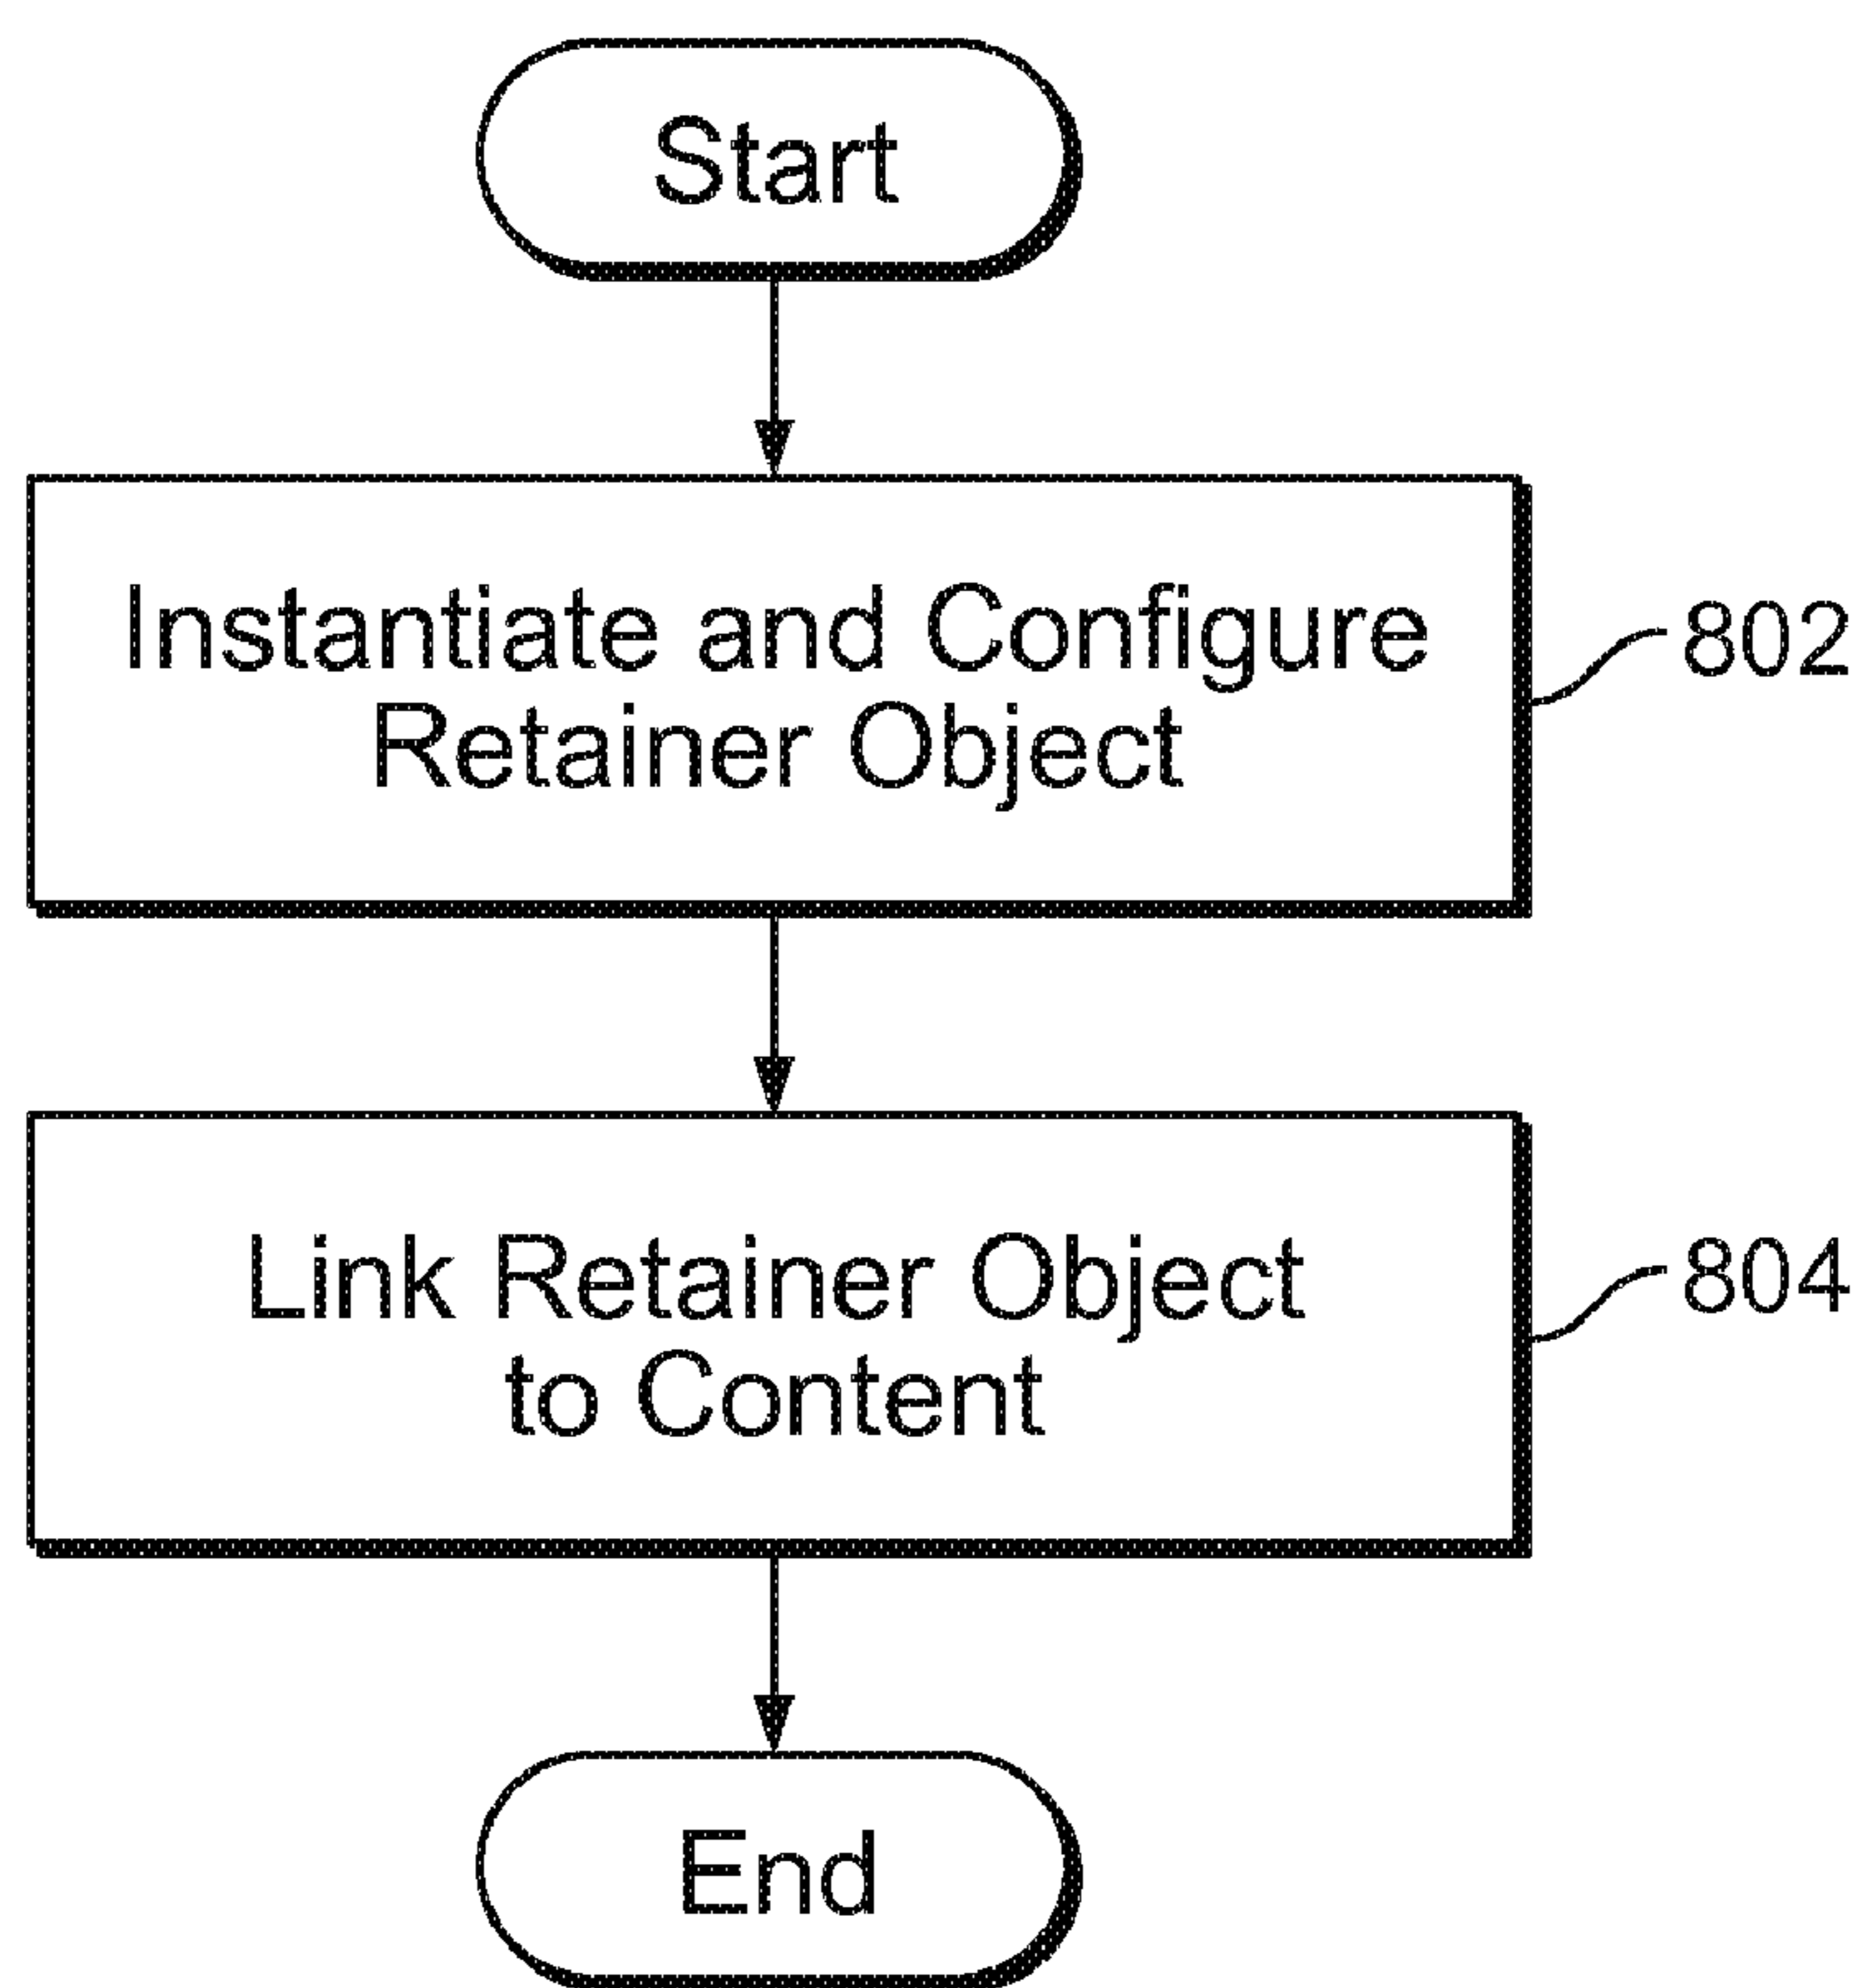 Start
Instantiate and Configure
Retainer Object
802
Link Retainer Object
to Content
804
End